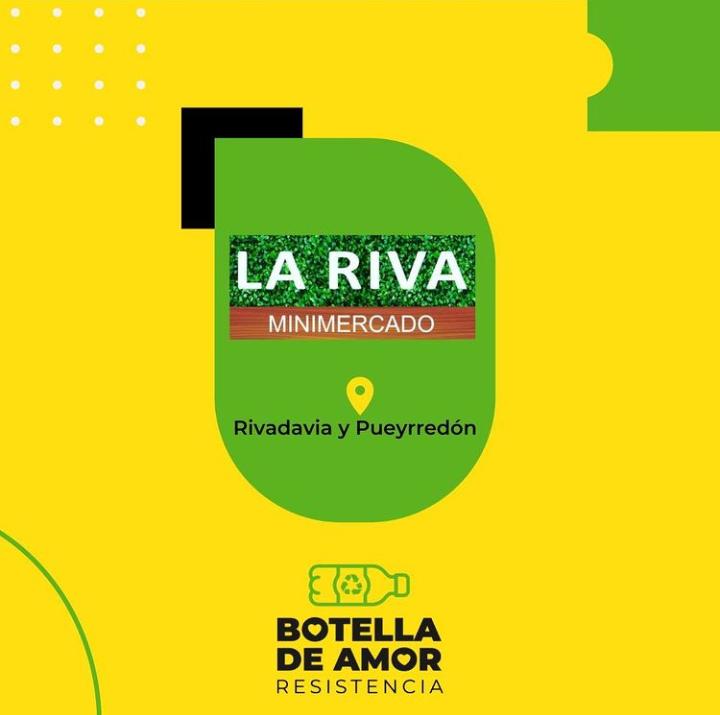 LA RIVA
MINIMERCADO
Rivadavia y Pueyrredón
BOTELLA
DE AMOR
RESISTENCIA